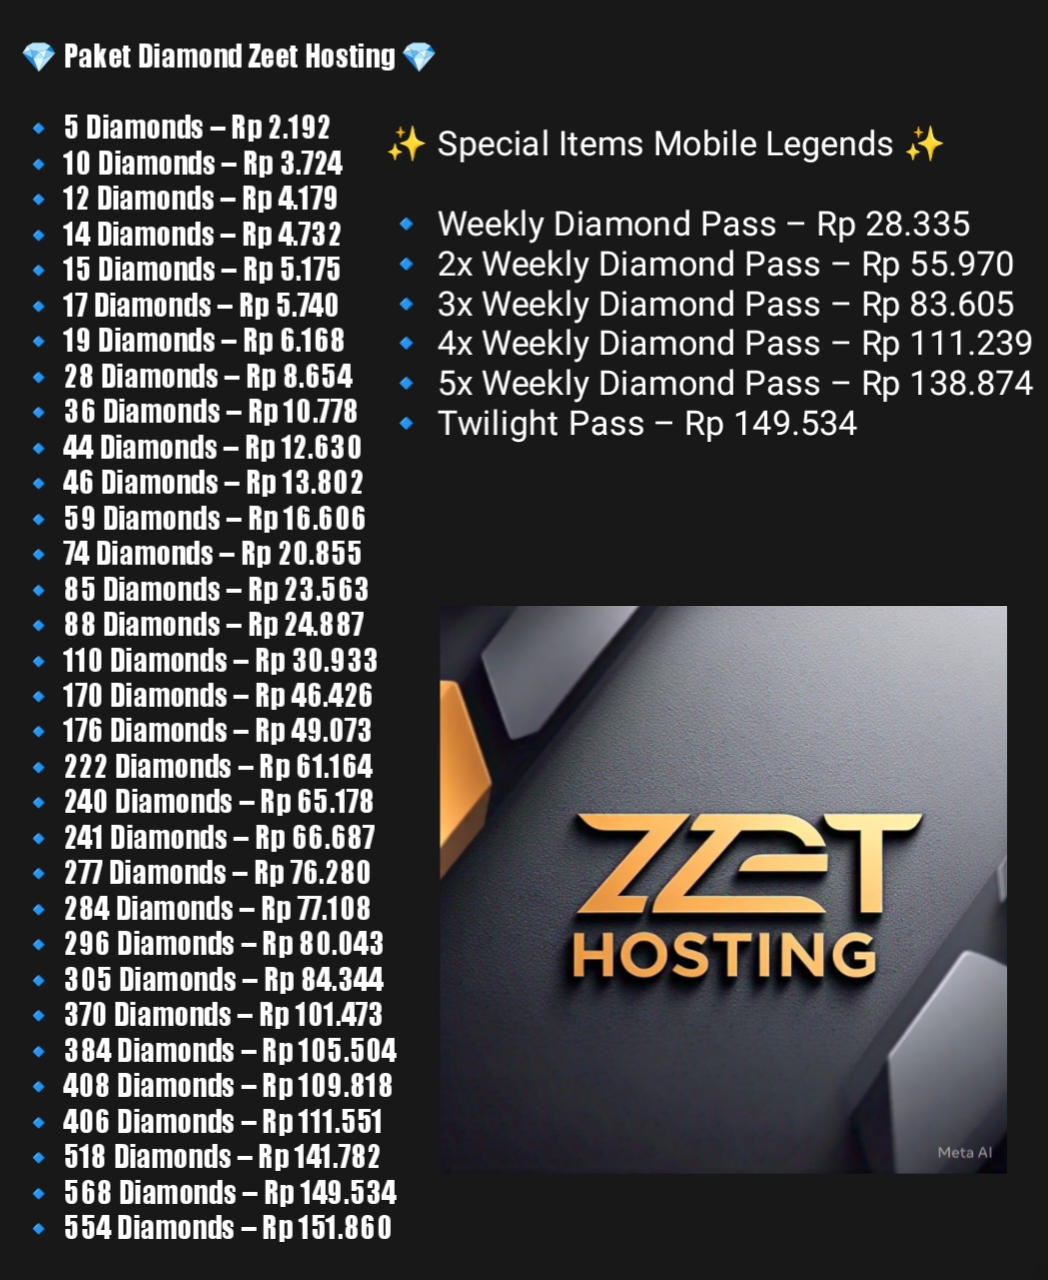 💎 Paket Diamond Zeet Hosting 💎
🔹 5 Diamonds – Rp 2.192
🔹 10 Diamonds – Rp 3.724
🔹 12 Diamonds – Rp 4.179
🔹 14 Diamonds – Rp 4.732
🔹 15 Diamonds – Rp 5.175
🔹 17 Diamonds – Rp 5.740
🔹 19 Diamonds – Rp 6.168
🔹 28 Diamonds – Rp 8.654
🔹 36 Diamonds – Rp 10.778
🔹 44 Diamonds – Rp 12.630
🔹 46 Diamonds – Rp 13.802
🔹 59 Diamonds – Rp 16.606
🔹 74 Diamonds – Rp 20.855
🔹 85 Diamonds – Rp 23.563
🔹 88 Diamonds – Rp 24.887
🔹 110 Diamonds – Rp 30.933
🔹 170 Diamonds – Rp 46.426
🔹 176 Diamonds – Rp 49.073
🔹 222 Diamonds – Rp 61.164
🔹 240 Diamonds – Rp 65.178
🔹 241 Diamonds – Rp 66.687
🔹 277 Diamonds – Rp 76.280
🔹 284 Diamonds – Rp 77.108
🔹 296 Diamonds – Rp 80.043
🔹 305 Diamonds – Rp 84.344
🔹 370 Diamonds – Rp 101.473
🔹 384 Diamonds – Rp 105.504
🔹 408 Diamonds – Rp 109.818
🔹 406 Diamonds – Rp 111.551
🔹 518 Diamonds – Rp 141.782
🔹 568 Diamonds – Rp 149.534
🔹 554 Diamonds – Rp 151.860
✨ Special Items Mobile Legends ✨
🔹 Weekly Diamond Pass – Rp 28.335
🔹 2x Weekly Diamond Pass – Rp 55.970
🔹 3x Weekly Diamond Pass – Rp 83.605
🔹 4x Weekly Diamond Pass – Rp 111.239
🔹 5x Weekly Diamond Pass – Rp 138.874
🔹 Twilight Pass – Rp 149.534
ZET
HOSTING
Meta AI